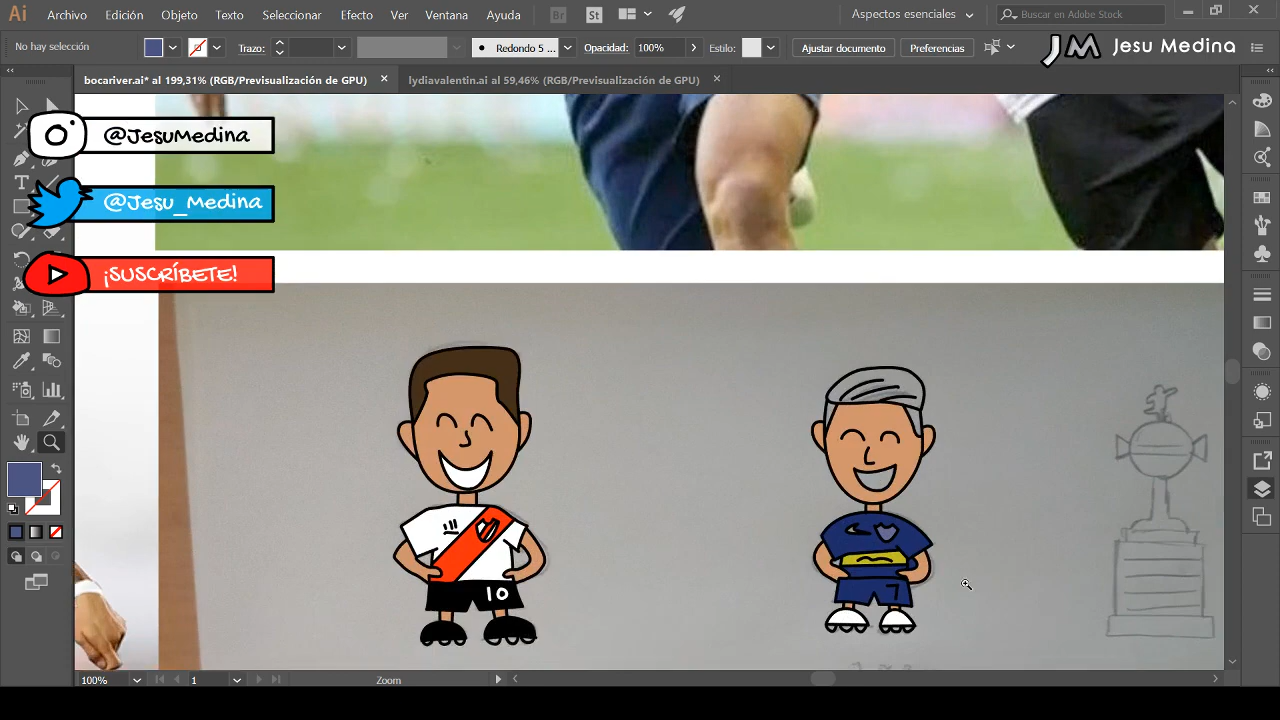 Ai Archivo Edición Objeto Texto Seleccionar Efecto Ver Ventana Ayuda Br St Aspectos esenciales Buscar en Adobe Stock
No hay selección Trazo: Redondo 5 ... Opacidad: 100% Estilo: Ajustar documento Preferencias JM Jesu Medina
bocariver.ai* al 199,31% (RGB/Previsualización de GPU) × lydiavalentin.ai al 59,46% (RGB/Previsualización de GPU) ×
@JesuMedina
@Jesu_Medina
¡SUSCRÍBETE!
10
7
100% 1 Zoom